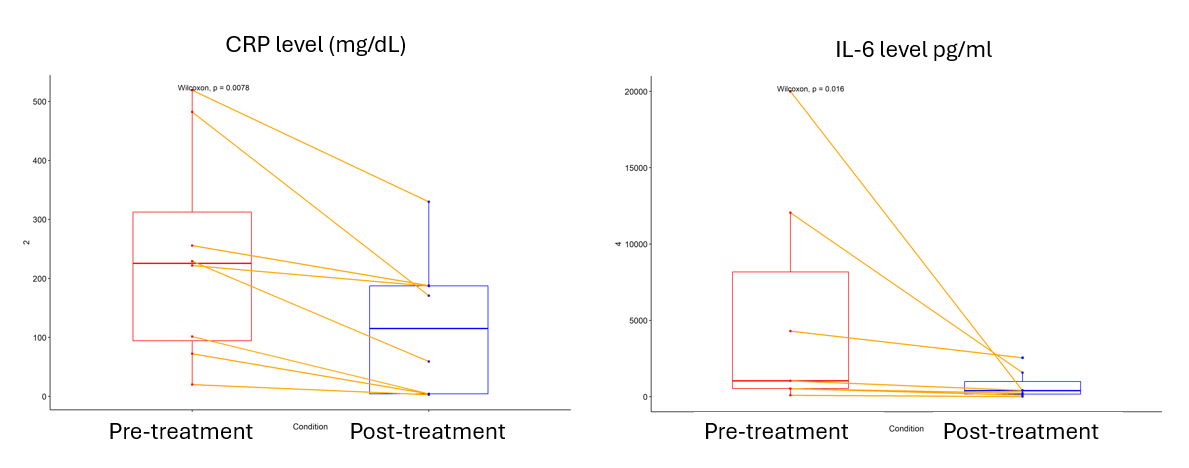 CRP level (mg/dL)
Wilcoxon, p = 0.0078
500
400
300
200
100
0
2
Pre-treatment
Condition
Post-treatment
IL-6 level pg/ml
Wilcoxon, p = 0.016
20000
15000
10000
5000
0
4
Pre-treatment
Condition
Post-treatment